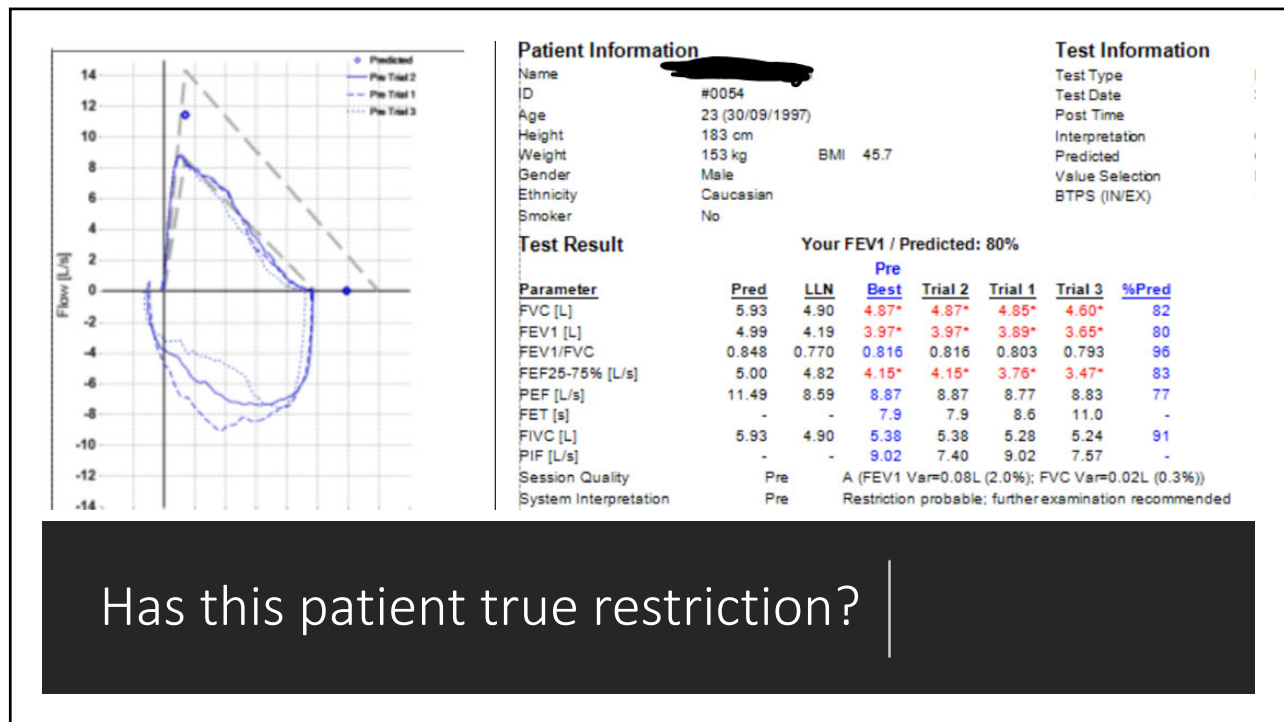 Predicted
Pre Trial 2
Pre Trial 1
Pre Trial 3
14
12
10
8
6
4
2
0
-2
-4
-6
-8
-10
-12
-14
Flow [L/s]
Patient Information
Name
ID #0054
Age 23 (30/09/1997)
Height 183 cm
Weight 153 kg BMI 45.7
Gender Male
Ethnicity Caucasian
Smoker No
Test Information
Test Type
Test Date
Post Time
Interpretation
Predicted
Value Selection
BTPS (IN/EX)
Test Result Your FEV1 / Predicted: 80%
Pre
Parameter Pred LLN Best Trial 2 Trial 1 Trial 3 %Pred
FVC [L] 5.93 4.90 4.87* 4.87* 4.85* 4.60* 82
FEV1 [L] 4.99 4.19 3.97* 3.97* 3.89* 3.65* 80
FEV1/FVC 0.848 0.770 0.816 0.816 0.803 0.793 96
FEF25-75% [L/s] 5.00 4.82 4.15* 4.15* 3.76* 3.47* 83
PEF [L/s] 11.49 8.59 8.87 8.87 8.77 8.83 77
FET [s] - - 7.9 7.9 8.6 11.0 -
FIVC [L] 5.93 4.90 5.38 5.38 5.28 5.24 91
PIF [L/s] - - 9.02 7.40 9.02 7.57 -
Session Quality Pre A (FEV1 Var=0.08L (2.0%); FVC Var=0.02L (0.3%))
System Interpretation Pre Restriction probable; further examination recommended
Has this patient true restriction?